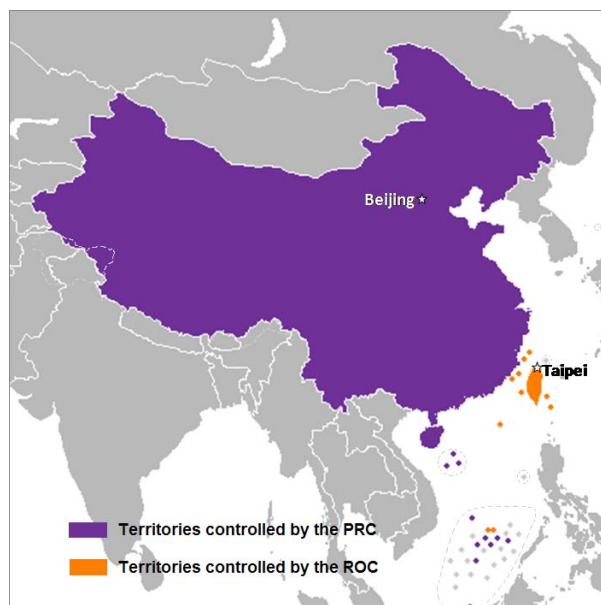 Beijing
Taipei
Territories controlled by the PRC
Territories controlled by the ROC